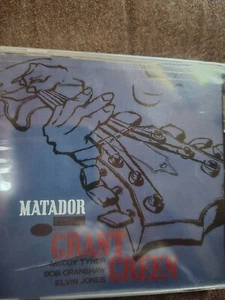 MATADOR
GRANT
McCOY TYNER
BOB CRANSHAW
GREEN
ELVIN JONES